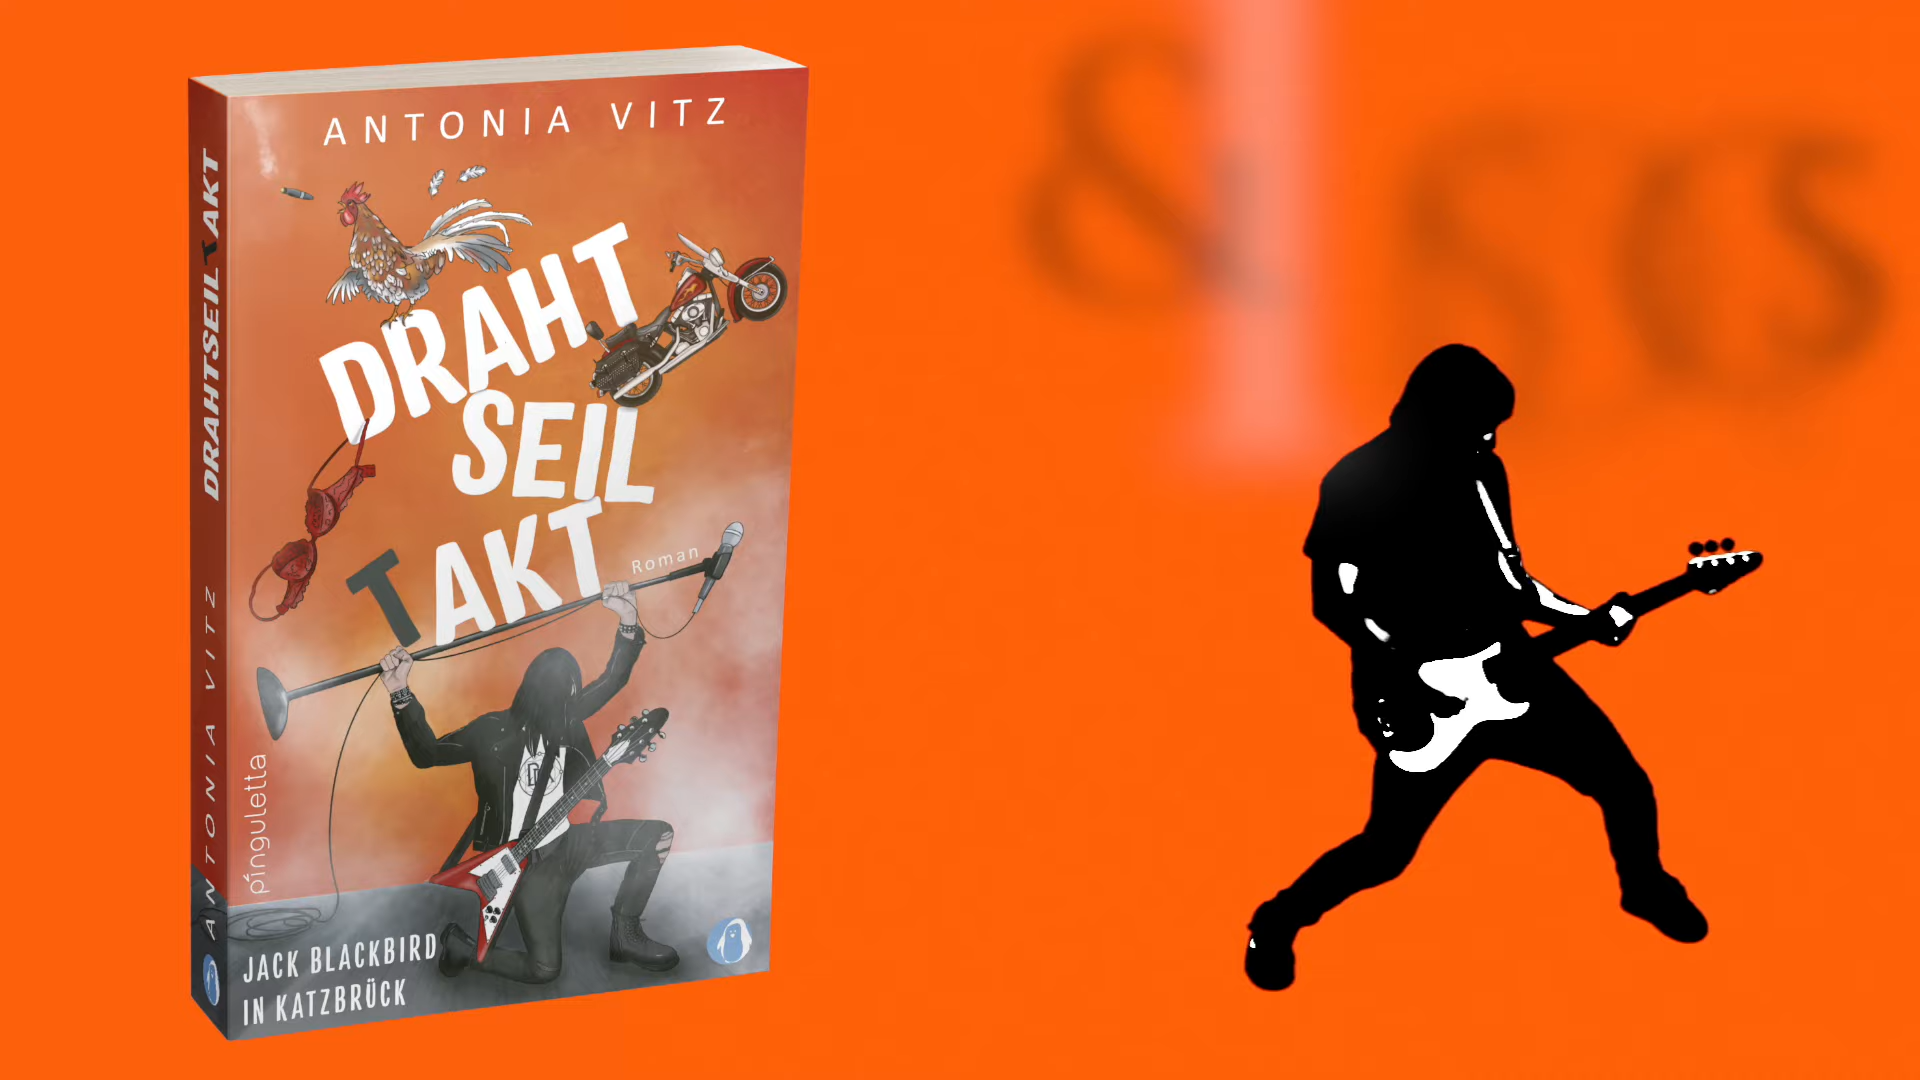 ANTONIA VITZ
DRAHT
SEIL
TAKT
Roman
pinguletta
JACK BLACKBIRD
IN KATZBRÜCK
DRAHTSEILTAKT
ANTONIA VITZ